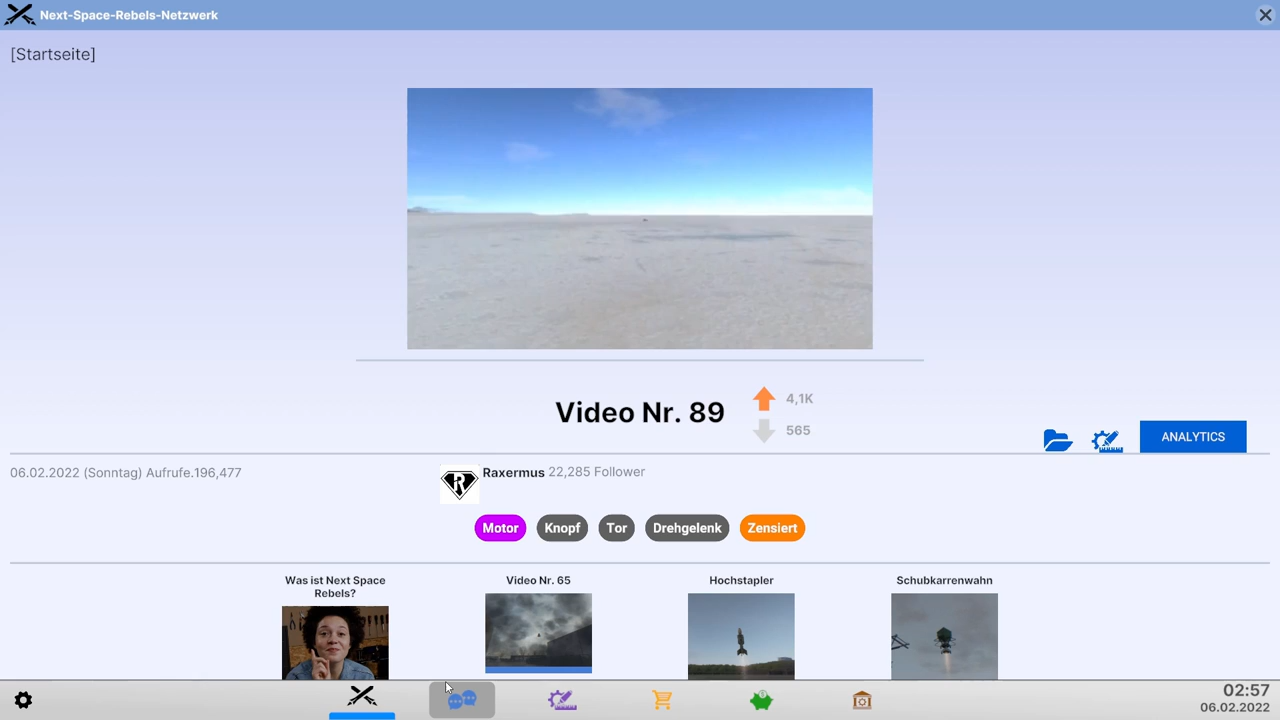 Next-Space-Rebels-Netzwerk
[Startseite]
Video Nr. 89
4,1K
565
ANALYTICS
06.02.2022 (Sonntag) Aufrufe.196,477
R
Raxermus 22,285 Follower
Motor
Knopf
Tor
Drehgelenk
Zensiert
Was ist Next Space
Rebels?
Video Nr. 65
Hochstapler
Schubkarrenwahn
02:57
06.02.2022